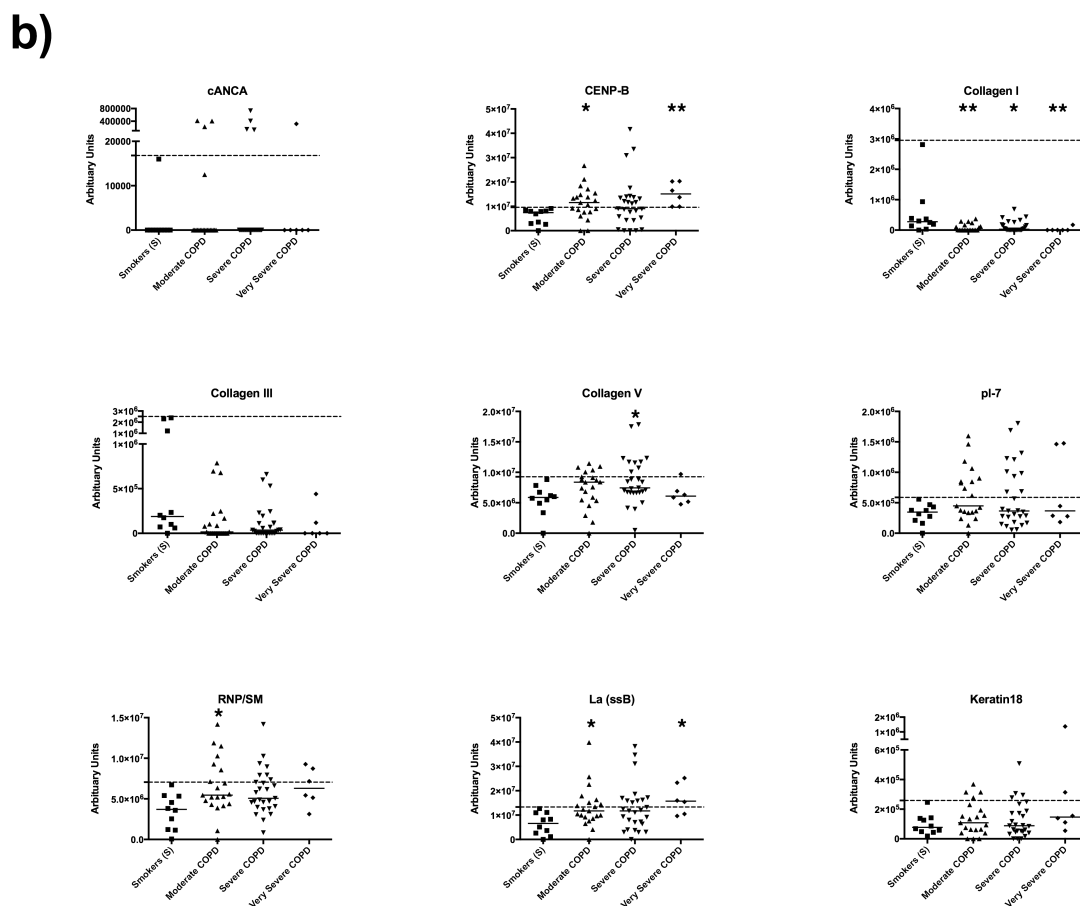 b)
cANCA
Arbituary Units
800000
400000
20000
10000
0
Smokers (S)
Moderate COPD
Severe COPD
Very Severe COPD
CENP-B
* **
Arbituary Units
5×10⁷
4×10⁷
3×10⁷
2×10⁷
1×10⁷
0
Smokers (S)
Moderate COPD
Severe COPD
Very Severe COPD
Collagen I
** * **
Arbituary Units
4×10⁶
3×10⁶
2×10⁶
1×10⁶
0
Smokers (S)
Moderate COPD
Severe COPD
Very Severe COPD
Collagen III
Arbituary Units
3×10⁶
2×10⁶
1×10⁶
1×10⁶
5×10⁵
0
Smokers (S)
Moderate COPD
Severe COPD
Very Severe COPD
Collagen V
*
Arbituary Units
2.0×10⁷
1.5×10⁷
1.0×10⁷
5.0×10⁶
0.0
Smokers (S)
Moderate COPD
Severe COPD
Very Severe COPD
pl-7
Arbituary Units
2.0×10⁶
1.5×10⁶
1.0×10⁶
5.0×10⁵
0.0
Smokers (S)
Moderate COPD
Severe COPD
Very Severe COPD
RNP/SM
*
Arbituary Units
1.5×10⁷
1.0×10⁷
5.0×10⁶
0.0
Smokers (S)
Moderate COPD
Severe COPD
Very Severe COPD
La (ssB)
* *
Arbituary Units
5×10⁷
4×10⁷
3×10⁷
2×10⁷
1×10⁷
0
Smokers (S)
Moderate COPD
Severe COPD
Very Severe COPD
Keratin18
Arbituary Units
2×10⁶
1×10⁶
6×10⁵
4×10⁵
2×10⁵
0
Smokers (S)
Moderate COPD
Severe COPD
Very Severe COPD